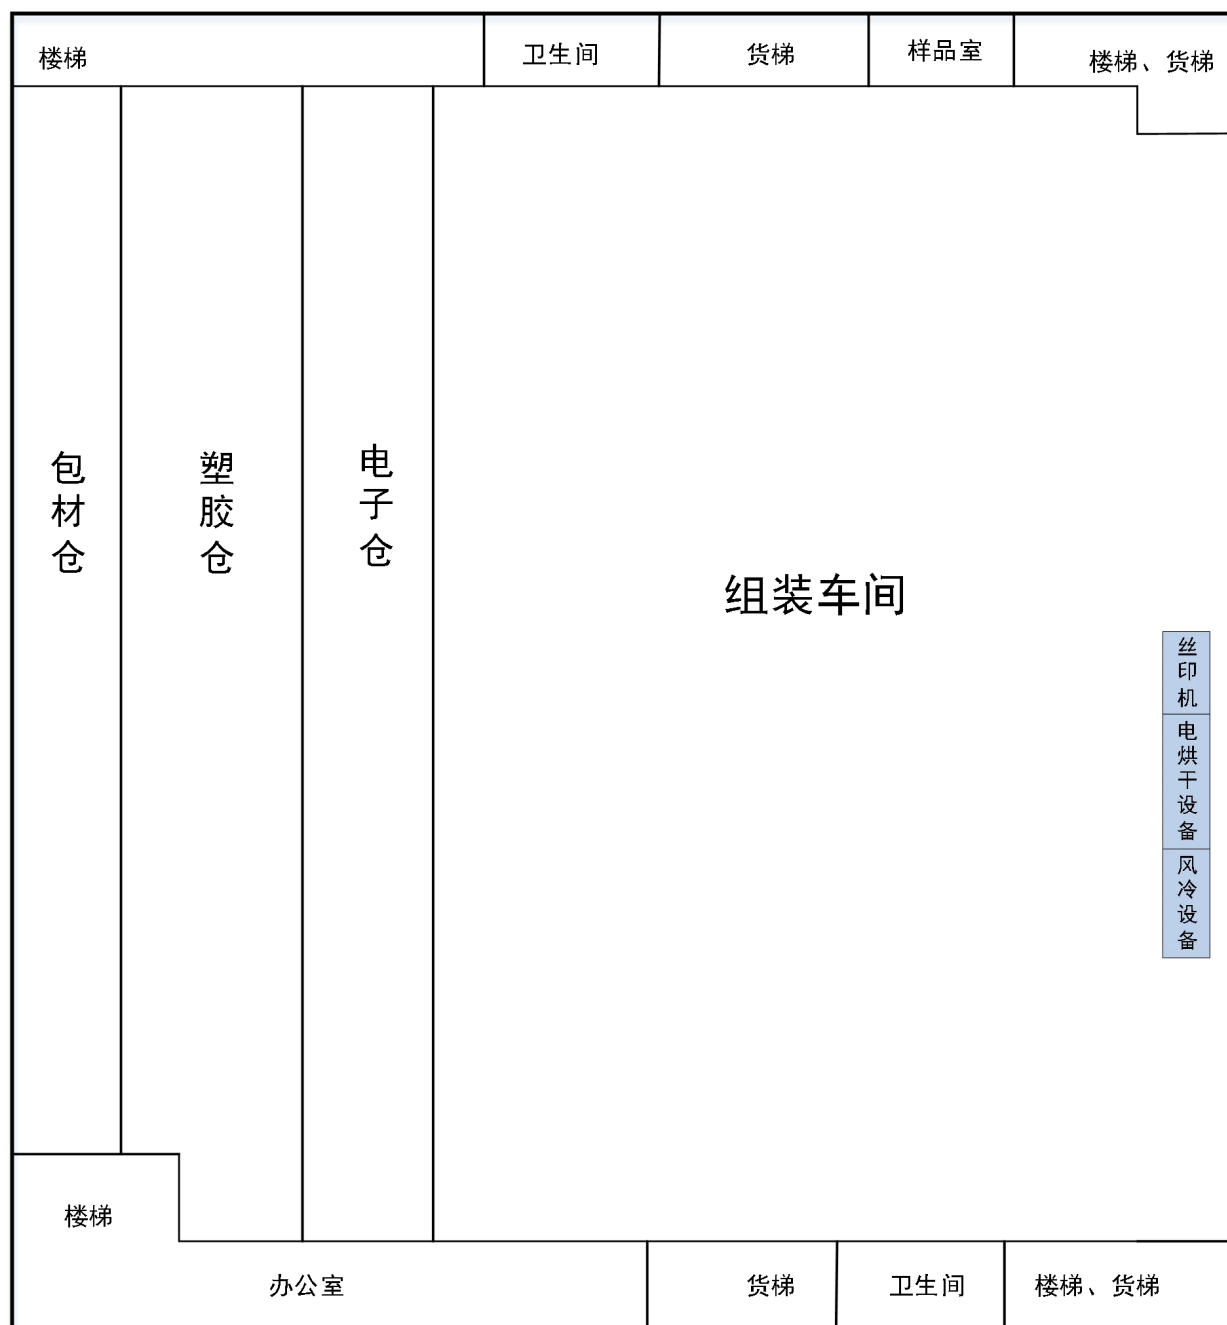 楼梯
卫生间
货梯
样品室
楼梯、货梯
包材仓
塑胶仓
电子仓
组装车间
丝印机
电烘干设备
风冷设备
楼梯
办公室
货梯
卫生间
楼梯、货梯